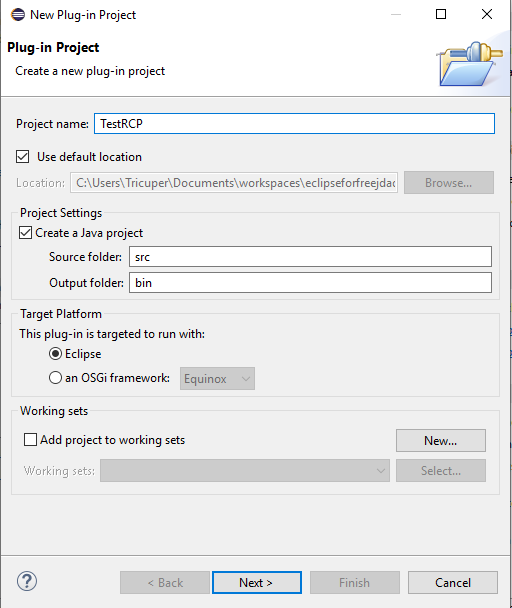 New Plug-in Project
Plug-in Project
Create a new plug-in project
Project name: TestRCP
Use default location
Location: C:\Users\Tricuper\Documents\workspaces\eclipseforfreejdac Browse...
Project Settings
Create a Java project
Source folder: src
Output folder: bin
Target Platform
This plug-in is targeted to run with:
Eclipse
an OSGi framework: Equinox
Working sets
Add project to working sets New...
Working sets: Select...
? < Back Next > Finish Cancel